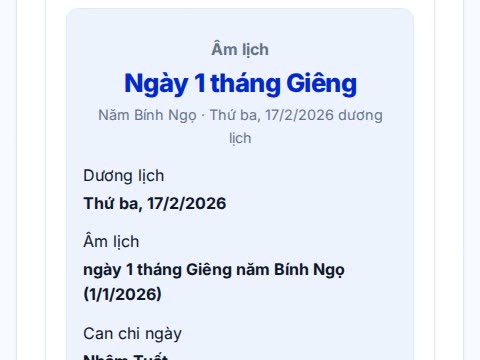 Âm lịch
Ngày 1 tháng Giêng
Năm Bính Ngọ · Thứ ba, 17/2/2026 dương
lịch
Dương lịch
Thứ ba, 17/2/2026
Âm lịch
ngày 1 tháng Giêng năm Bính Ngọ
(1/1/2026)
Can chi ngày
Nhâm Tuất